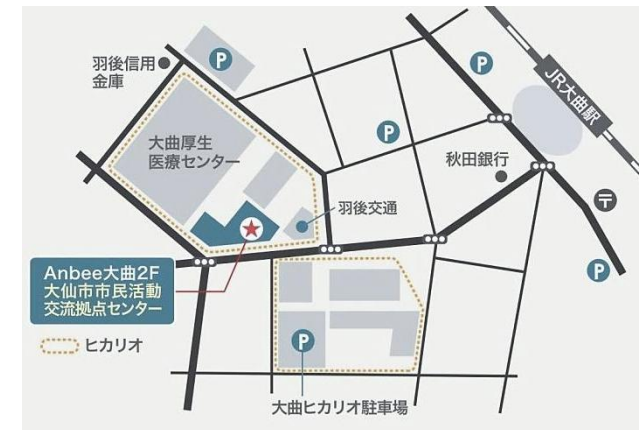 羽後信用
金庫
P
P
JR大曲駅
大曲厚生
医療センター
P
秋田銀行
羽後交通
〒
Anbee大曲2F
大仙市市民活動
交流拠点センター
P
ヒカリオ
P
大曲ヒカリオ駐車場